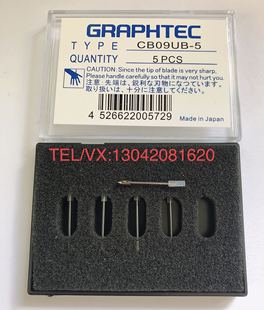 GRAPHTEC
TYPE CB09UB-5
QUANTITY 5PCS
⚠CAUTION: Since the tip of blade is very sharp.
Please handle carefully so that it may not hurt you.
注意:先端は、鋭利な刃物になっています。
取り扱いは、十分に注意してください。
4 526622 005729
Made in Japan
TEL/VX:13042081620